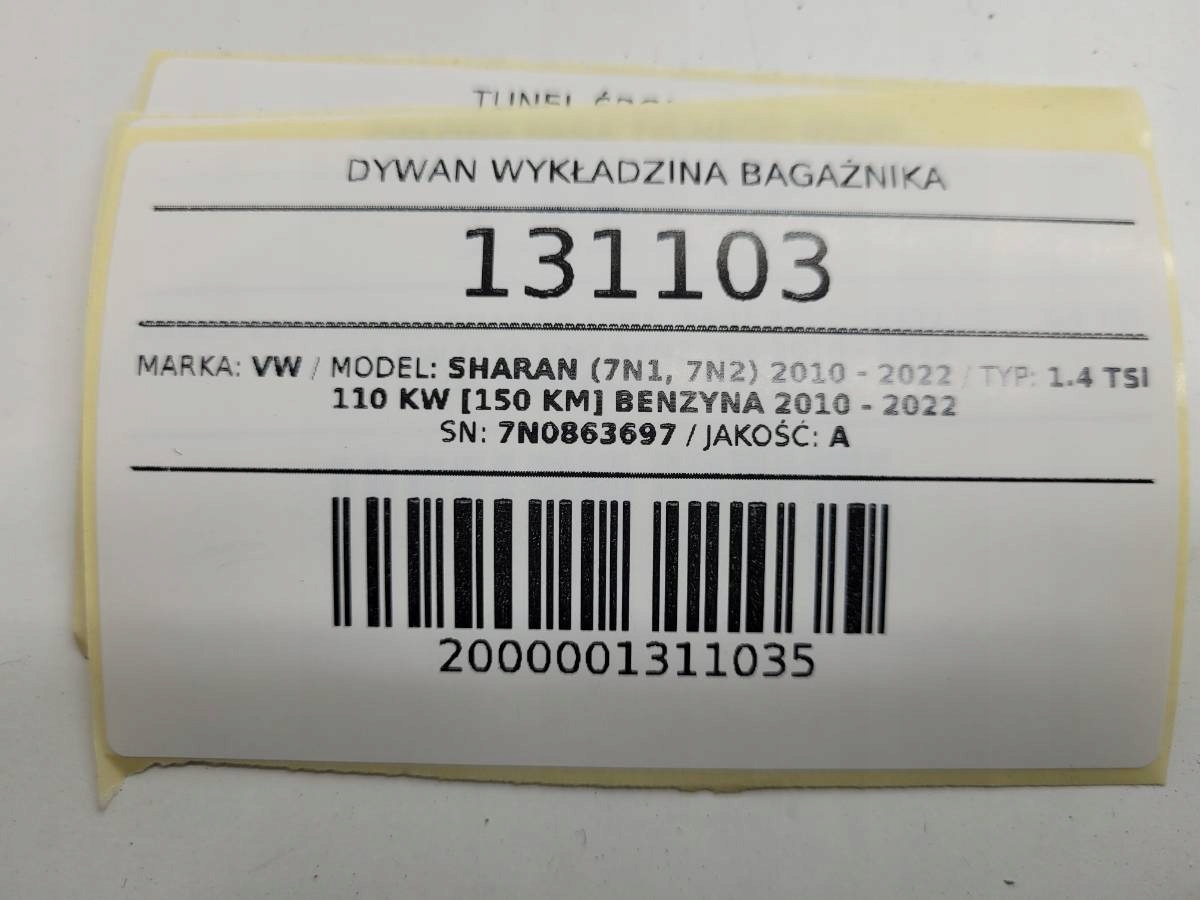 TUNEL
DYWAN WYKŁADZINA BAGAŻNIKA
131103
MARKA: VW / MODEL: SHARAN (7N1, 7N2) 2010 - 2022 / TYP: 1.4 TSI
110 KW [150 KM] BENZYNA 2010 - 2022
SN: 7N0863697 / JAKOŚĆ: A
2000001311035